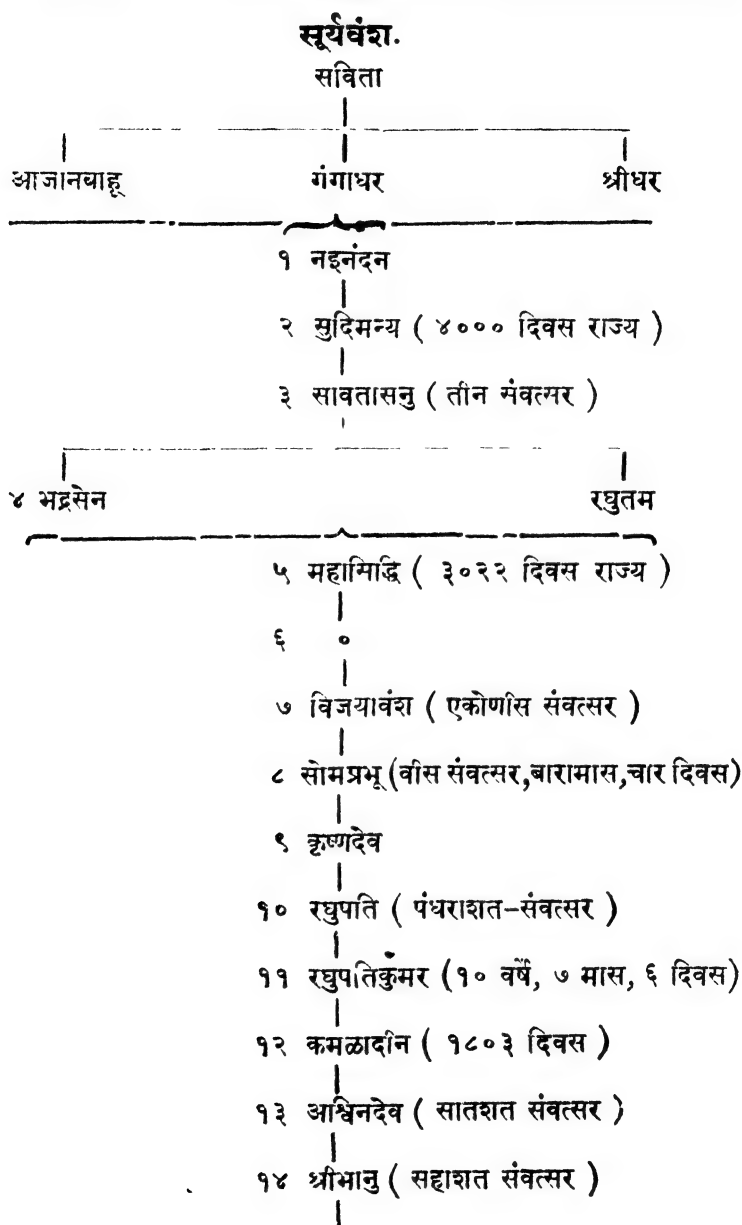 सूर्यवंश.
सविता
आजानबाहू गंगाधर श्रीधर
१ नइनंदन
२ सुदिमन्य ( ४००० दिवस राज्य )
३ सावतासनु ( तीन संवत्सर )
४ भद्रसेन रघुतम
५ महासिद्धि ( ३०२२ दिवस राज्य )
६ ०
७ विजयावंश ( एकोणीस संवत्सर )
८ सोमप्रभू (वीस संवत्सर,बारामास,चार दिवस)
९ कृष्णदेव
१० रघुपति ( पंधराशत-संवत्सर )
११ रघुपतिकुँमर (१० वर्षे, ७ मास, ६ दिवस)
१२ कमळादीन ( १८०३ दिवस )
१३ अश्विनदेव ( सातशत संवत्सर )
१४ श्रीभानु ( सहाशत संवत्सर )